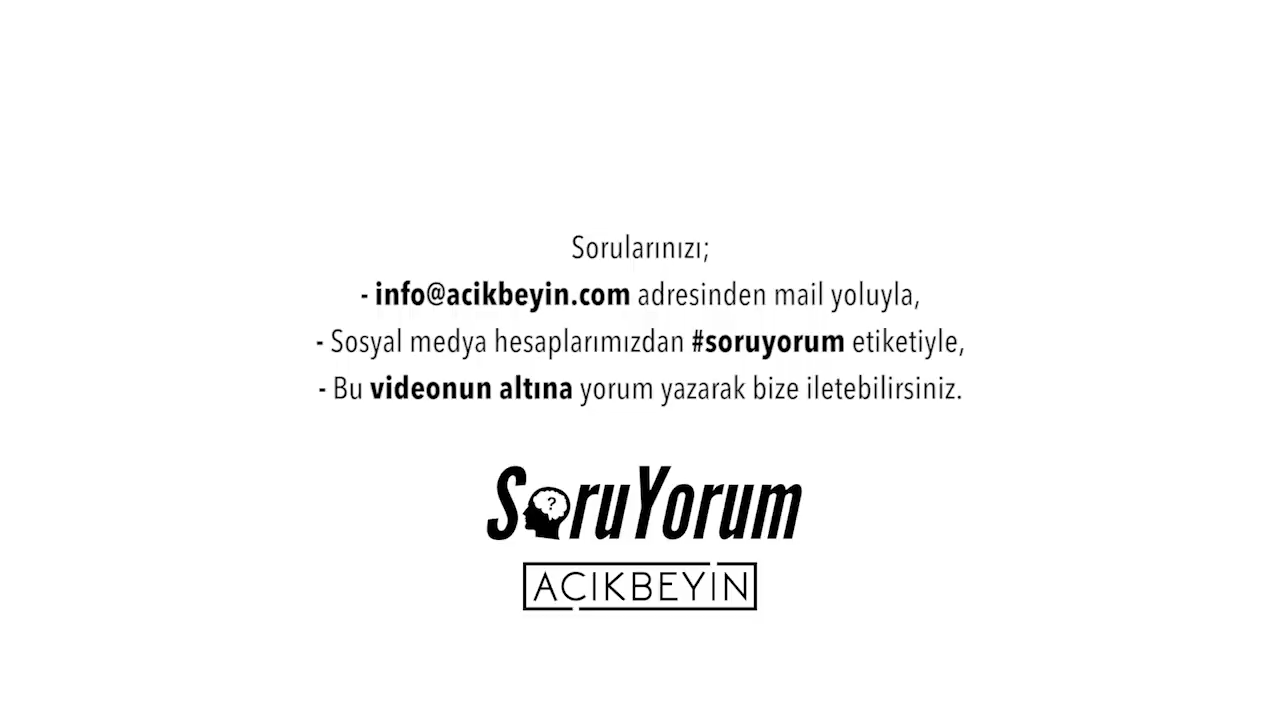 Sorularınızı;
- info@acikbeyin.com adresinden mail yoluyla,
- Sosyal medya hesaplarımızdan #soruyorum etiketiyle,
- Bu videonun altına yorum yazarak bize iletebilirsiniz.
SoruYorum
AÇIKBEYİN